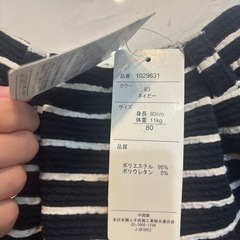 品番 1029631
カラー 83
ネイビー
サイズ
身長 80cm
体重 11kg
80
品質
ポリエステル 95%
ポリウレタン 5%
中国製